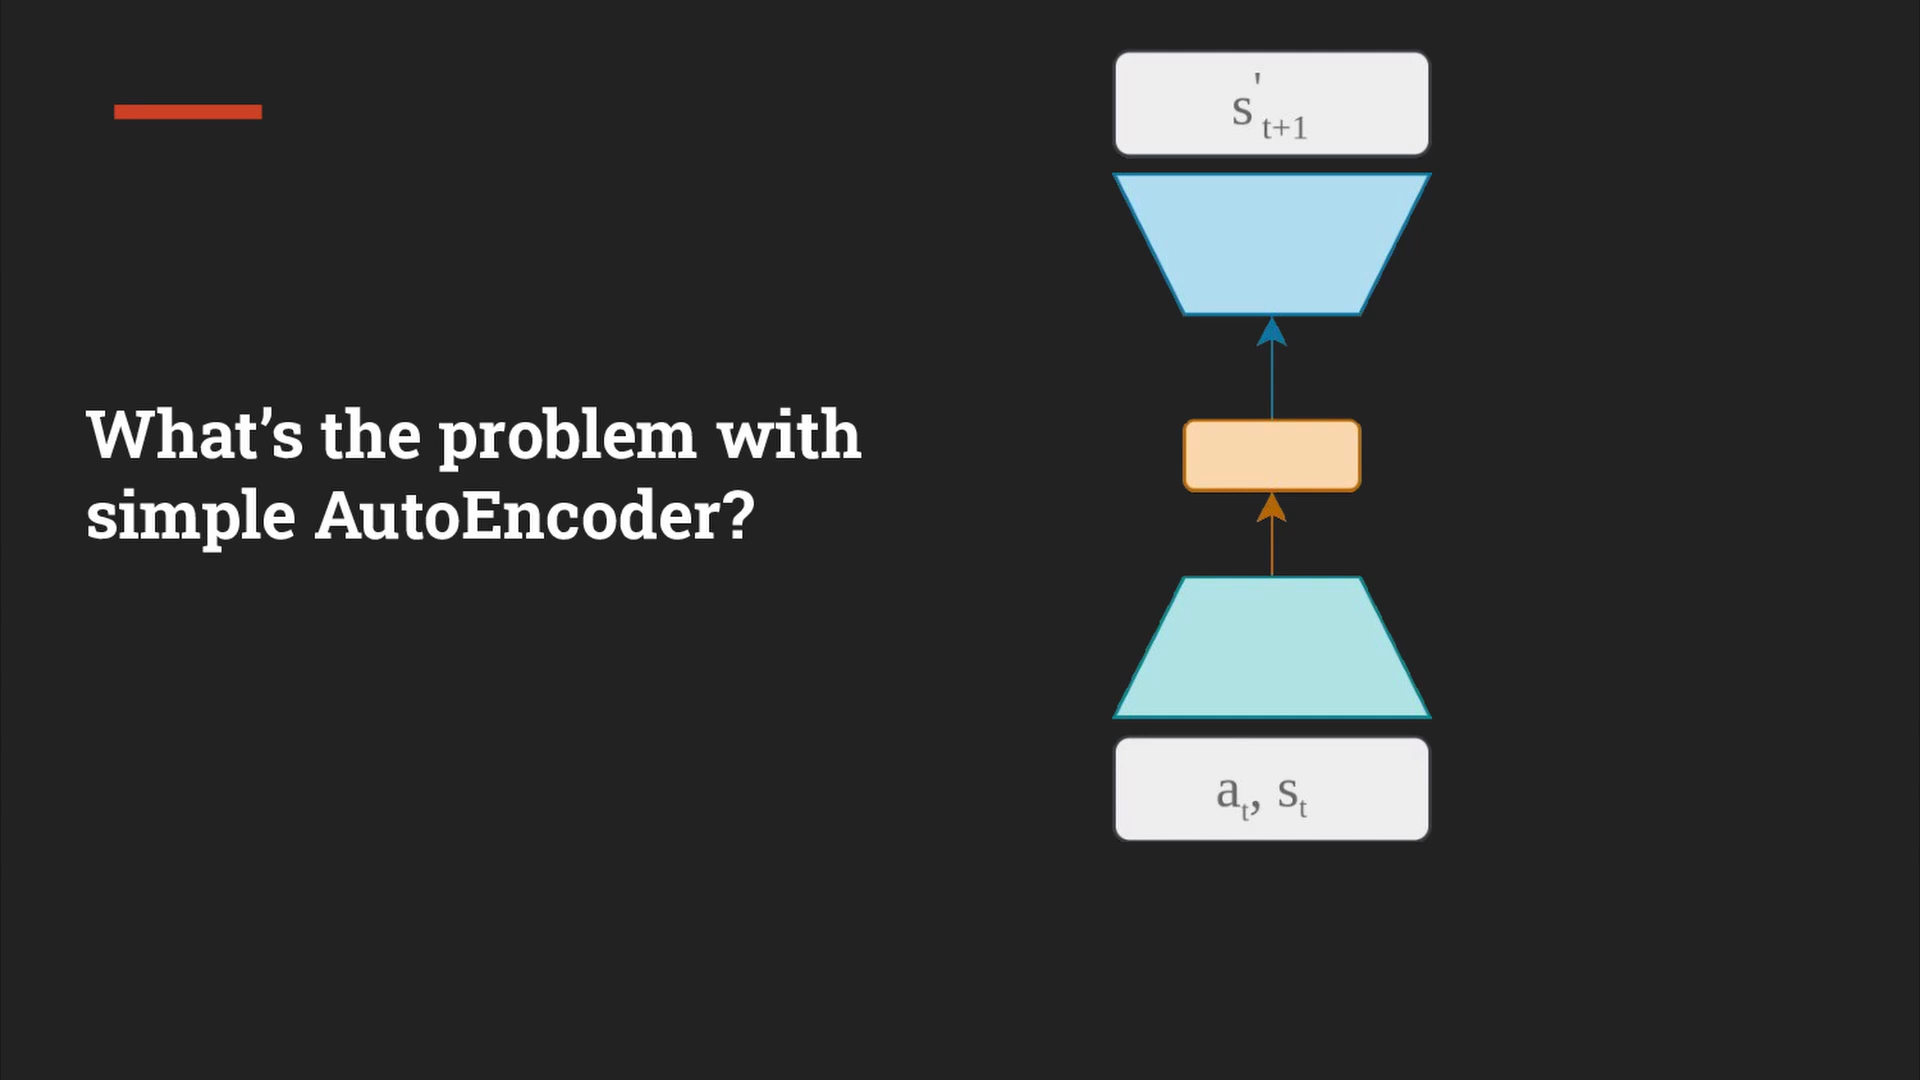 What’s the problem with
simple AutoEncoder?
s't+1
at, st